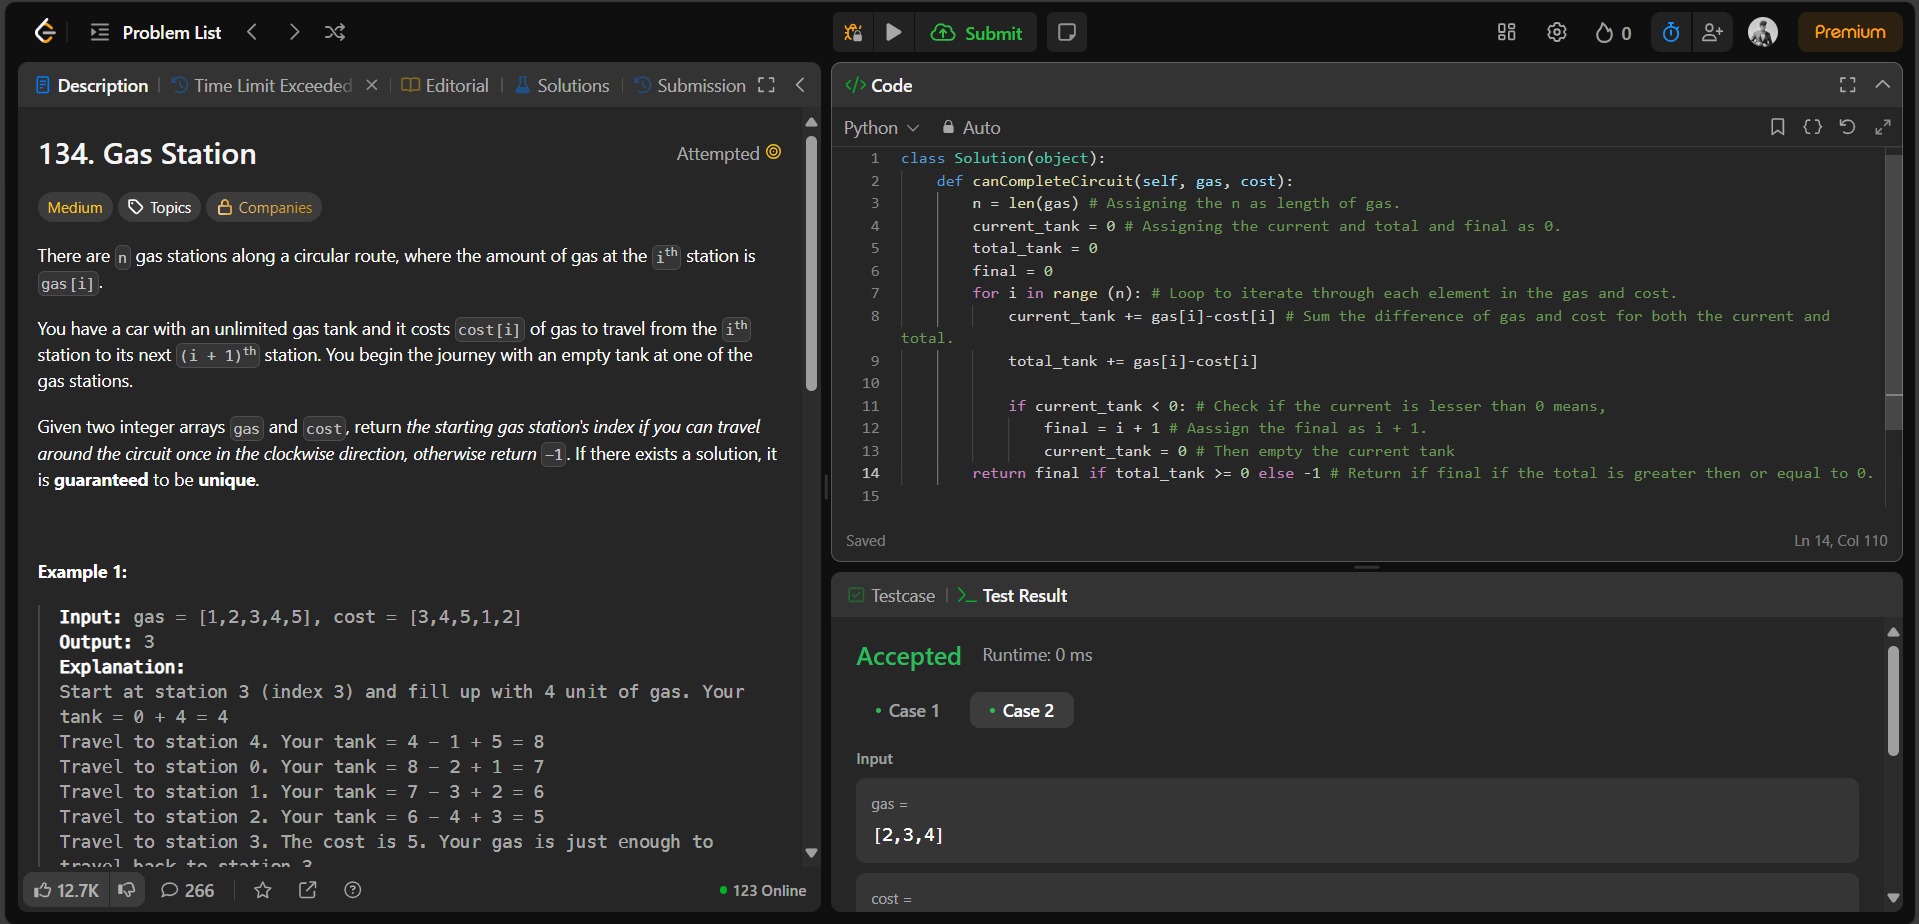 Problem List
Submit
0
Premium
Description
Time Limit Exceeded
Editorial
Solutions
Submission
134. Gas Station
Attempted
Medium
Topics
Companies
There are n gas stations along a circular route, where the amount of gas at the ith station is
gas[i].
You have a car with an unlimited gas tank and it costs cost[i] of gas to travel from the ith
station to its next (i + 1)th station. You begin the journey with an empty tank at one of the
gas stations.
Given two integer arrays gas and cost, return the starting gas station's index if you can travel
around the circuit once in the clockwise direction, otherwise return -1. If there exists a solution, it
is guaranteed to be unique.
Example 1:
Input: gas = [1,2,3,4,5], cost = [3,4,5,1,2]
Output: 3
Explanation:
Start at station 3 (index 3) and fill up with 4 unit of gas. Your
tank = 0 + 4 = 4
Travel to station 4. Your tank = 4 - 1 + 5 = 8
Travel to station 0. Your tank = 8 - 2 + 1 = 7
Travel to station 1. Your tank = 7 - 3 + 2 = 6
Travel to station 2. Your tank = 6 - 4 + 3 = 5
Travel to station 3. The cost is 5. Your gas is just enough to
travel back to station 3
12.7K
266
123 Online
</> Code
Python
Auto
1 class Solution(object):
2 def canCompleteCircuit(self, gas, cost):
3 n = len(gas) # Assigning the n as length of gas.
4 current_tank = 0 # Assigning the current and total and final as 0.
5 total_tank = 0
6 final = 0
7 for i in range (n): # Loop to iterate through each element in the gas and cost.
8 current_tank += gas[i]-cost[i] # Sum the difference of gas and cost for both the current and
total.
9 total_tank += gas[i]-cost[i]
10
11 if current_tank < 0: # Check if the current is lesser than 0 means,
12 final = i + 1 # Aassign the final as i + 1.
13 current_tank = 0 # Then empty the current tank
14 return final if total_tank >= 0 else -1 # Return if final if the total is greater then or equal to 0.
15
Saved
Ln 14, Col 110
Testcase
Test Result
Accepted
Runtime: 0 ms
Case 1
Case 2
Input
gas =
[2,3,4]
cost =